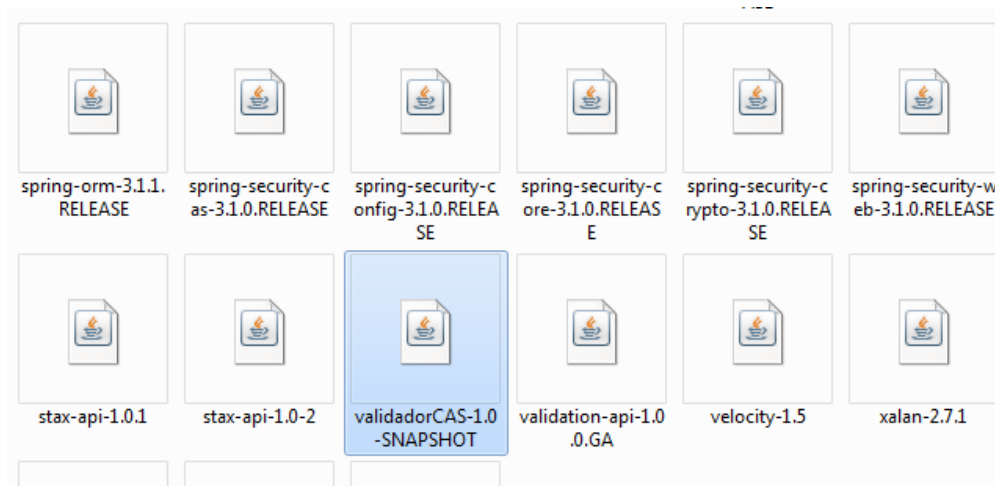 spring-orm-3.1.1.
RELEASE
spring-security-c
as-3.1.0.RELEASE
spring-security-c
onfig-3.1.0.RELEA
SE
spring-security-c
ore-3.1.0.RELEAS
E
spring-security-c
rypto-3.1.0.RELEA
SE
spring-security-w
eb-3.1.0.RELEASE
stax-api-1.0.1
stax-api-1.0-2
validadorCAS-1.0
-SNAPSHOT
validation-api-1.0
.0.GA
velocity-1.5
xalan-2.7.1